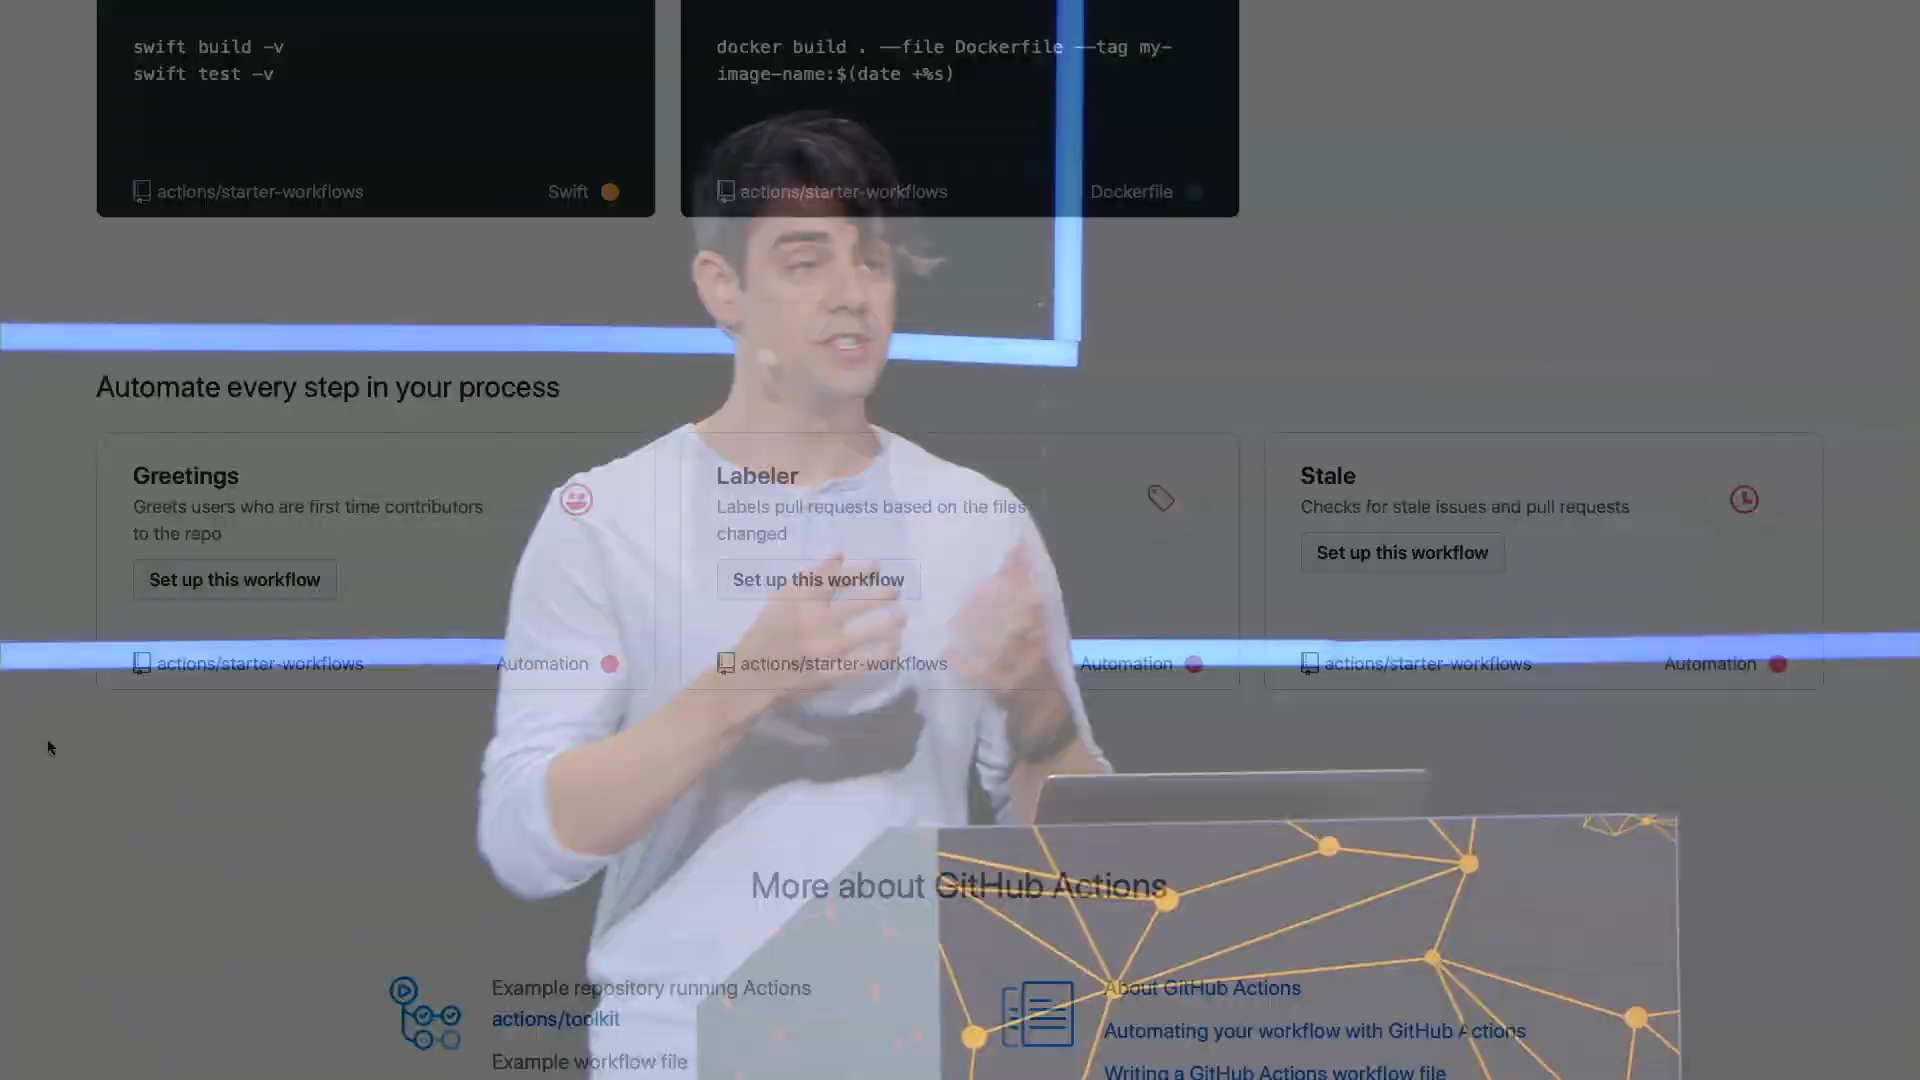 swift build -v
swift test -v
docker build . --file Dockerfile --tag my-
image-name:$(date +%s)
actions/starter-workflows
Swift
actions/starter-workflows
Dockerfile
Automate every step in your process
Greetings
Greets users who are first time contributors
to the repo
Set up this workflow
actions/starter-workflows
Automation
Labeler
Labels pull requests based on the files
changed
Set up this workflow
actions/starter-workflows
Automation
Stale
Checks for stale issues and pull requests
Set up this workflow
actions/starter-workflows
Automation
More about GitHub Actions
Example repository running Actions
actions/toolkit
Example workflow file
About GitHub Actions
Automating your workflow with GitHub Actions
Writing a GitHub Actions workflow file